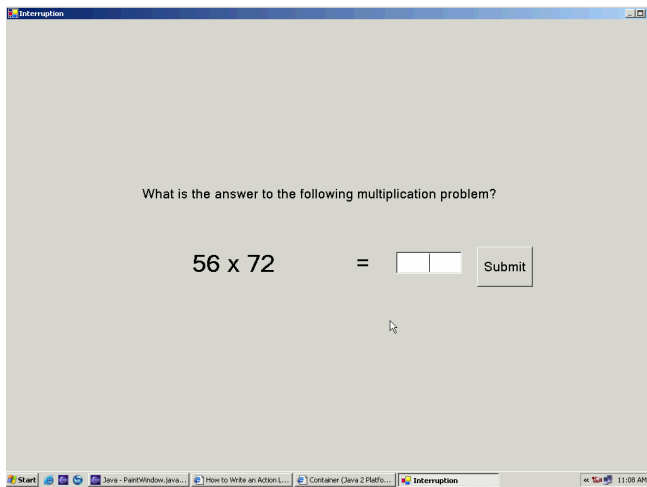 Interruption
What is the answer to the following multiplication problem?
56 x 72 = Submit
Start Java - PaintWindow.java... How to Write an Action L... Container (Java 2 Platfo... Interruption « 11:08 AM